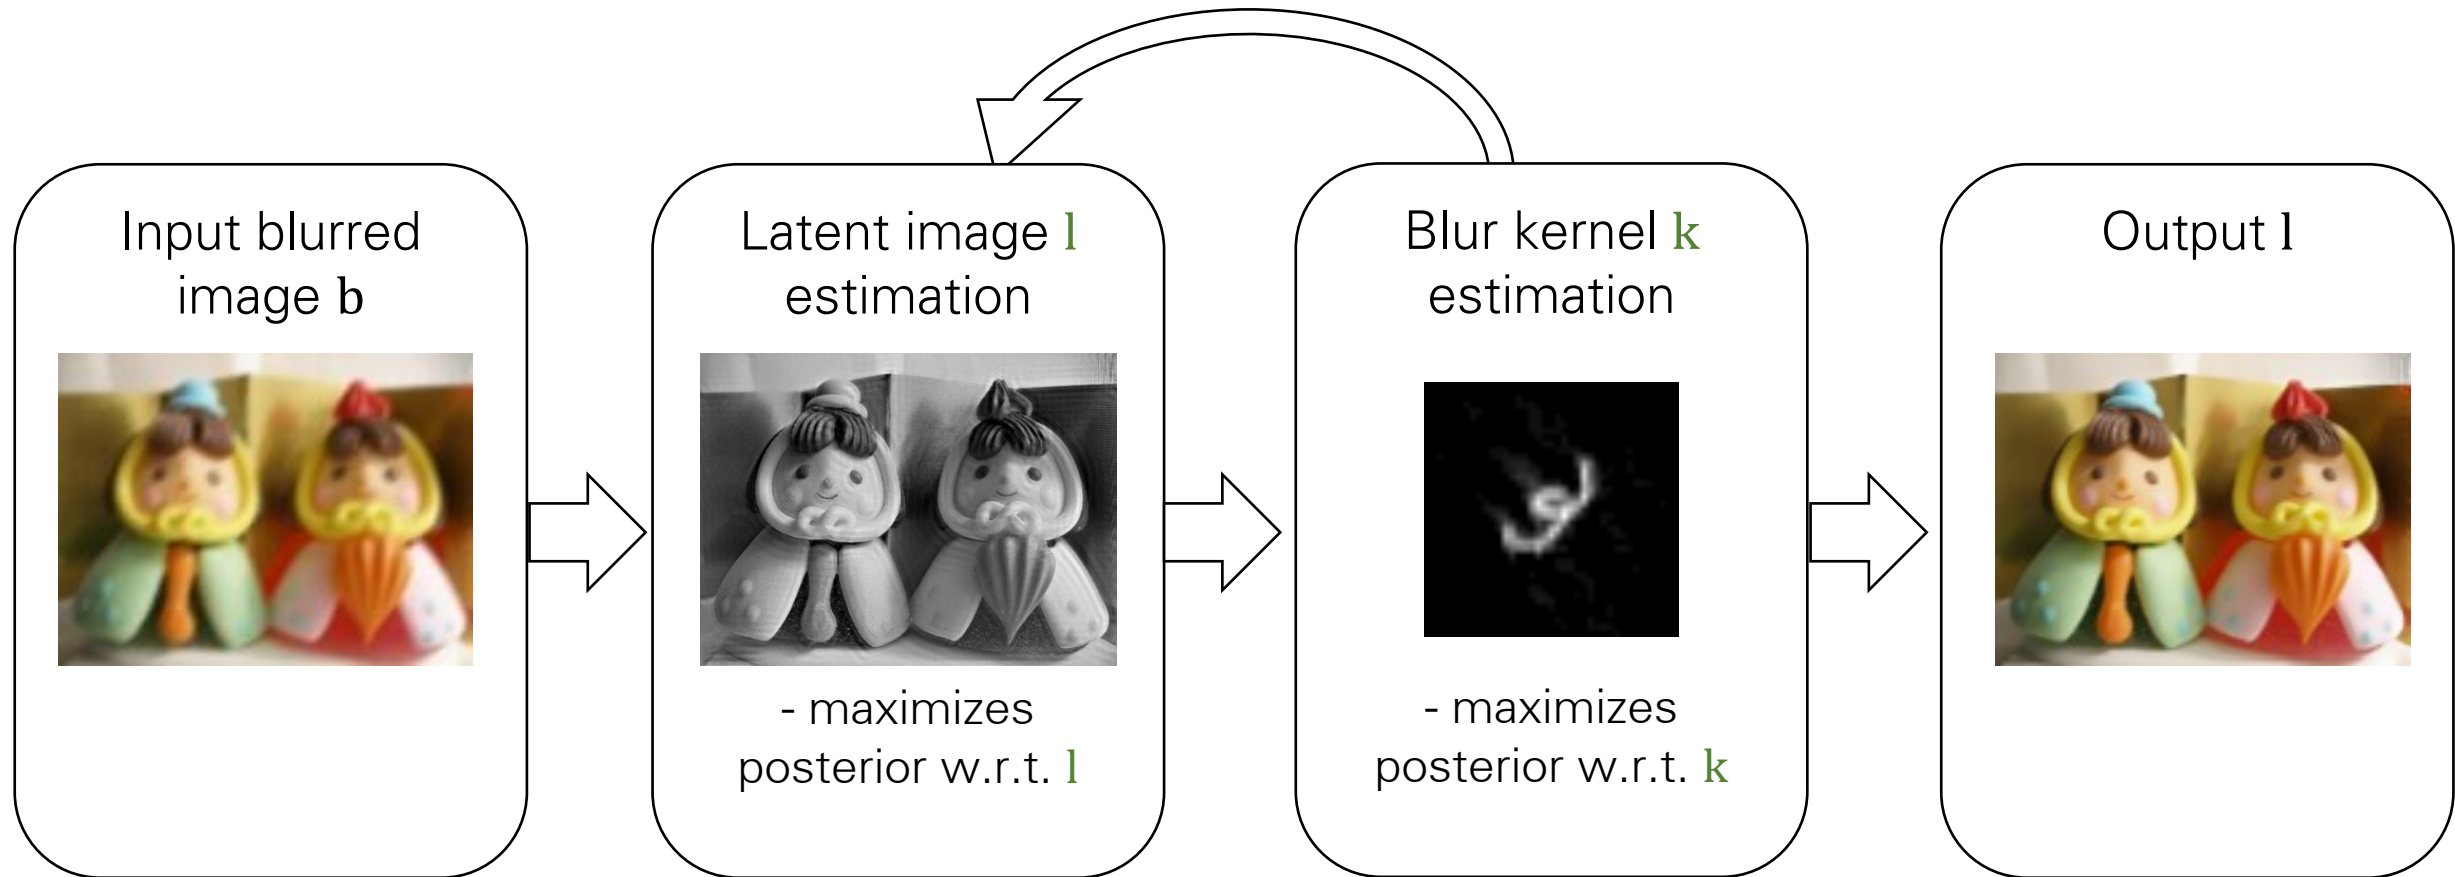 Input blurred
image b
Latent image l
estimation
- maximizes
posterior w.r.t. l
Blur kernel k
estimation
- maximizes
posterior w.r.t. k
Output l